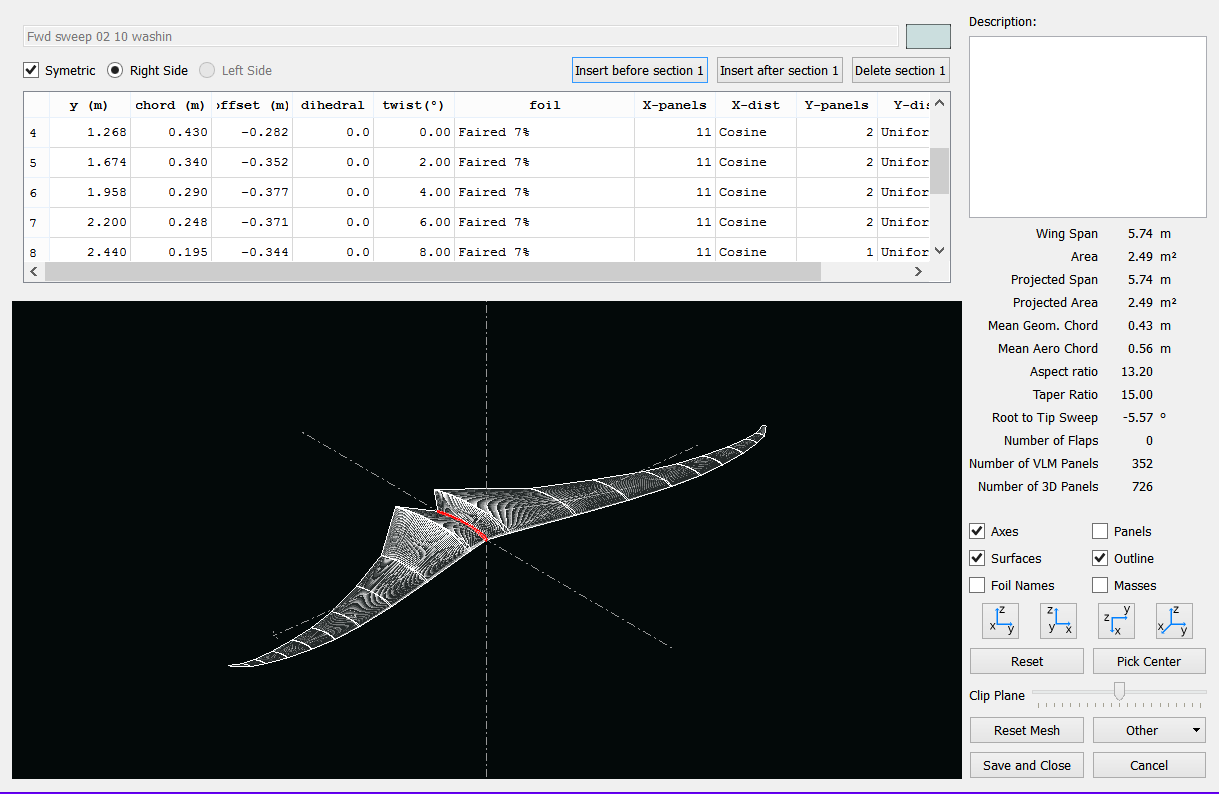 Description:
Fwd sweep 02 10 washin
Symetric Right Side Left Side Insert before section 1 Insert after section 1 Delete section 1
y (m) chord (m) offset (m) dihedral twist(°) foil X-panels X-dist Y-panels Y-dis
4 1.268 0.430 -0.282 0.0 0.00 Faired 7% 11 Cosine 2 Unifor
5 1.674 0.340 -0.352 0.0 2.00 Faired 7% 11 Cosine 2 Unifor
6 1.958 0.290 -0.377 0.0 4.00 Faired 7% 11 Cosine 2 Unifor
7 2.200 0.248 -0.371 0.0 6.00 Faired 7% 11 Cosine 2 Unifor
8 2.440 0.195 -0.344 0.0 8.00 Faired 7% 11 Cosine 1 Unifor
Wing Span 5.74 m
Area 2.49 m²
Projected Span 5.74 m
Projected Area 2.49 m²
Mean Geom. Chord 0.43 m
Mean Aero Chord 0.56 m
Aspect ratio 13.20
Taper Ratio 15.00
Root to Tip Sweep -5.57 °
Number of Flaps 0
Number of VLM Panels 352
Number of 3D Panels 726
Axes Panels
Surfaces Outline
Foil Names Masses
z x y z y x y z x z x y
Reset Pick Center
Clip Plane
Reset Mesh Other
Save and Close Cancel